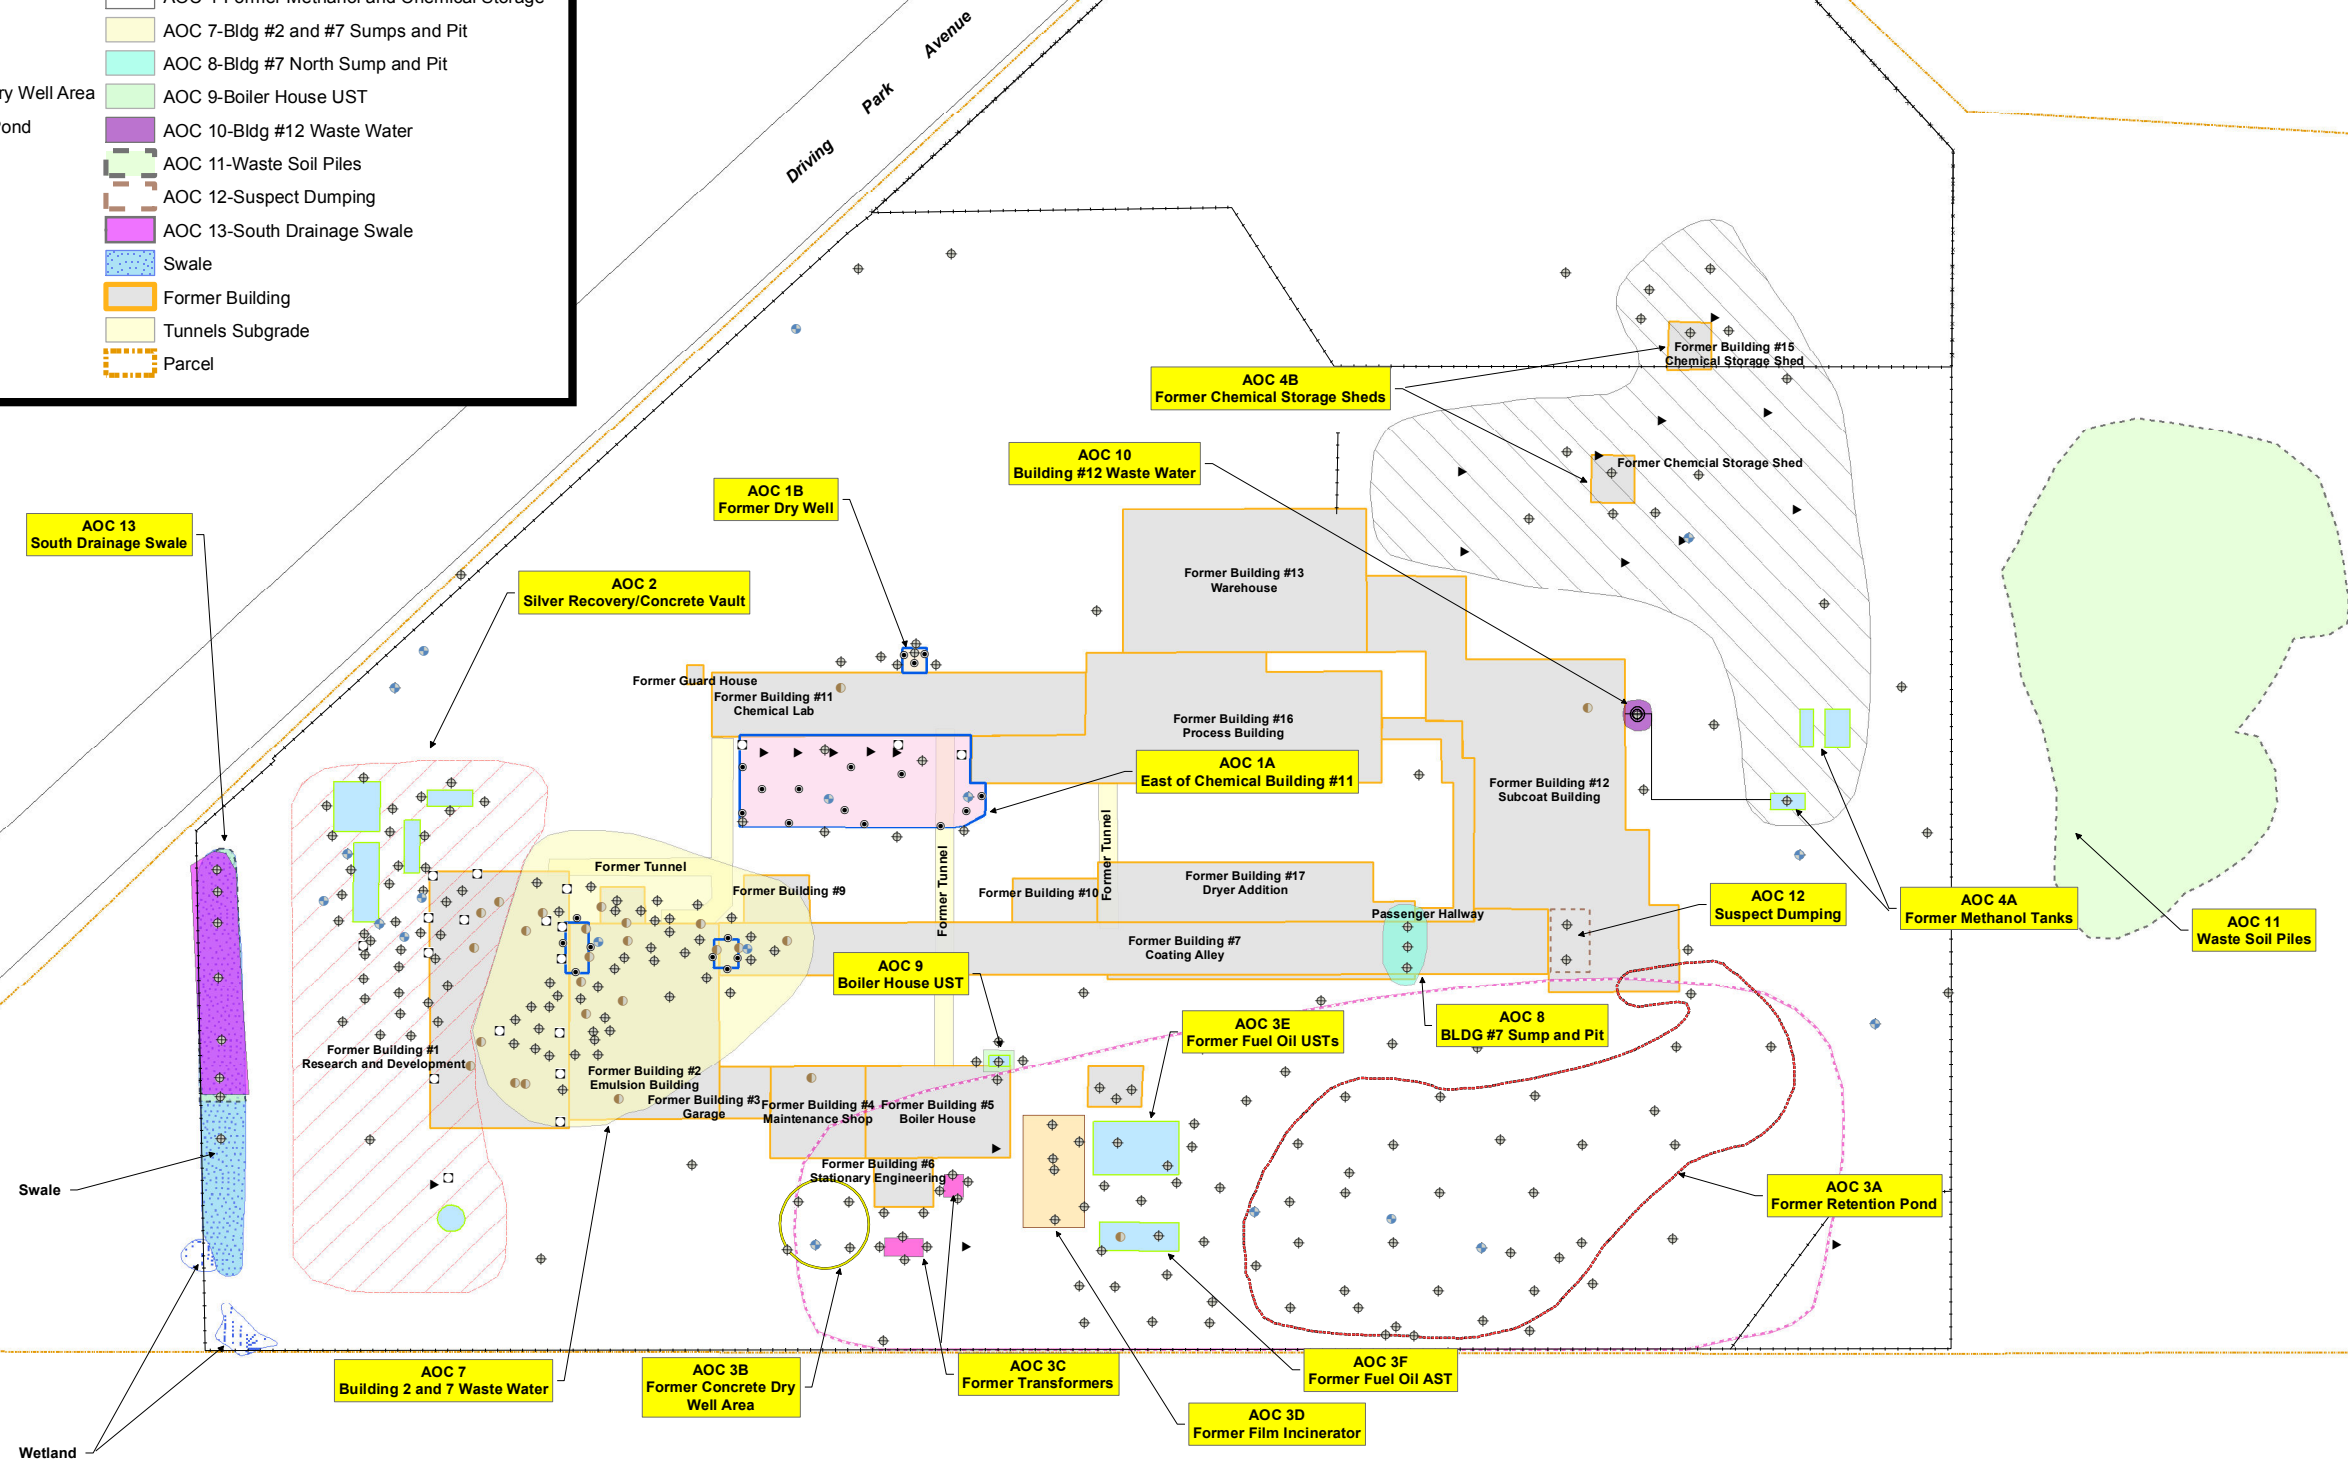 AOC 7-Bldg #2 and #7 Sumps and Pit
AOC 8-Bldg #7 North Sump and Pit
ry Well Area
AOC 9-Boiler House UST
ond
AOC 10-Bldg #12 Waste Water
AOC 11-Waste Soil Piles
AOC 12-Suspect Dumping
AOC 13-South Drainage Swale
Swale
Former Building
Tunnels Subgrade
Parcel
Driving Park Avenue
Former Building #15
Chemical Storage Shed
AOC 4B
Former Chemical Storage Sheds
AOC 10
Building #12 Waste Water
Former Chemcial Storage Shed
AOC 1B
Former Dry Well
AOC 13
South Drainage Swale
AOC 2
Silver Recovery/Concrete Vault
Former Building #13
Warehouse
Former Guard House
Former Building #11
Chemical Lab
Former Building #16
Process Building
AOC 1A
East of Chemical Building #11
Former Building #12
Subcoat Building
Former Tunnel
Former Tunnel
Former Tunnel
Former Building #9
Former Building #10
Former Building #17
Dryer Addition
Passenger Hallway
AOC 12
Suspect Dumping
AOC 4A
Former Methanol Tanks
AOC 11
Waste Soil Piles
Former Building #7
Coating Alley
AOC 9
Boiler House UST
AOC 8
BLDG #7 Sump and Pit
AOC 3E
Former Fuel Oil USTs
Former Building #1
Research and Development
Former Building #2
Emulsion Building
Former Building #3
Garage
Former Building #4
Maintenance Shop
Former Building #5
Boiler House
Former Building #6
Stationary Engineering
Swale
AOC 3A
Former Retention Pond
AOC 7
Building 2 and 7 Waste Water
AOC 3B
Former Concrete Dry
Well Area
AOC 3C
Former Transformers
AOC 3F
Former Fuel Oil AST
AOC 3D
Former Film Incinerator
Wetland